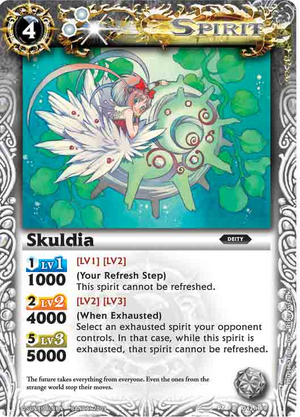 4
SPIRIT
Skuldia
DEITY
1 LV1
1000
[LV1] [LV2]
(Your Refresh Step)
This spirit cannot be refreshed.
2 LV2
4000
[LV2] [LV3]
(When Exhausted)
5 LV3
5000
Select an exhausted spirit your opponent
controls. In that case, while this spirit is
exhausted, that spirit cannot be refreshed.
The future takes everything from everyone. Even the ones from the
strange world stop their moves.